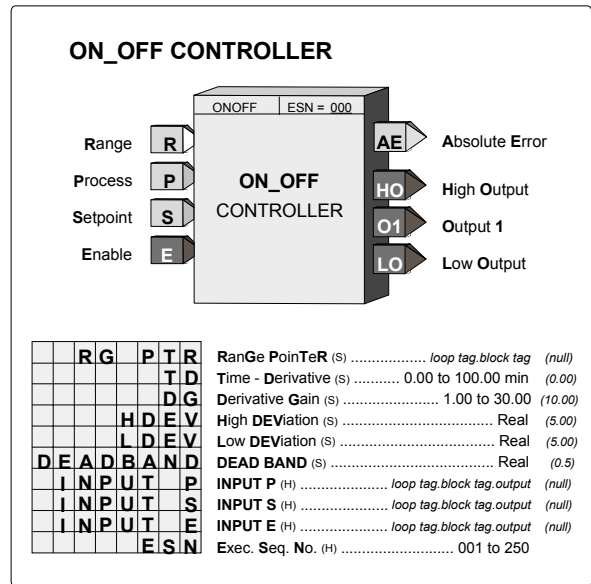 ON_OFF CONTROLLER
ONOFF ESN = 000
Range R
Process P
Setpoint S
Enable E
ON_OFF
CONTROLLER
AE Absolute Error
HO High Output
O1 Output 1
LO Low Output
RG PTR RanGe PoinTeR (S) .................. loop tag.block tag (null)
TD Time - Derivative (S) ............ 0.00 to 100.00 min (0.00)
DG Derivative Gain (S) .................... 1.00 to 30.00 (10.00)
HDEV High DEViation (S) ..................................... Real (5.00)
LDEV Low DEViation (S) ...................................... Real (5.00)
DEADBAND DEAD BAND (S) ......................................... Real (0.5)
INPUT P INPUT P (H) .................... loop tag.block tag.output (null)
INPUT S INPUT S (H) .................... loop tag.block tag.output (null)
INPUT E INPUT E (H) .................... loop tag.block tag.output (null)
ESN Exec. Seq. No. (H) ..................... 001 to 250